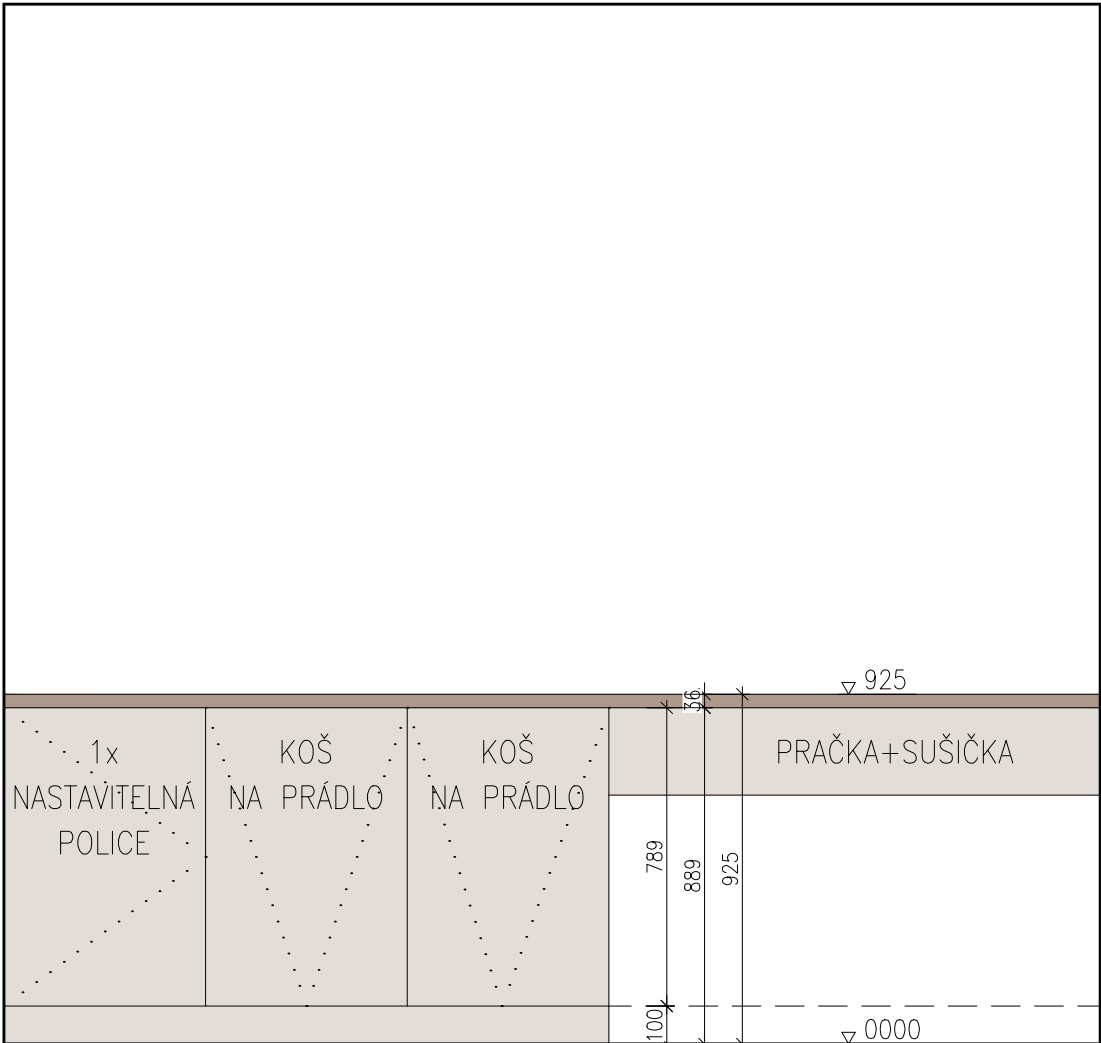 925
36
1x
NASTAVITELNÁ
POLICE
KOŠ
NA PRÁDLO
KOŠ
NA PRÁDLO
PRAČKA+SUŠIČKA
789
889
925
100
0000